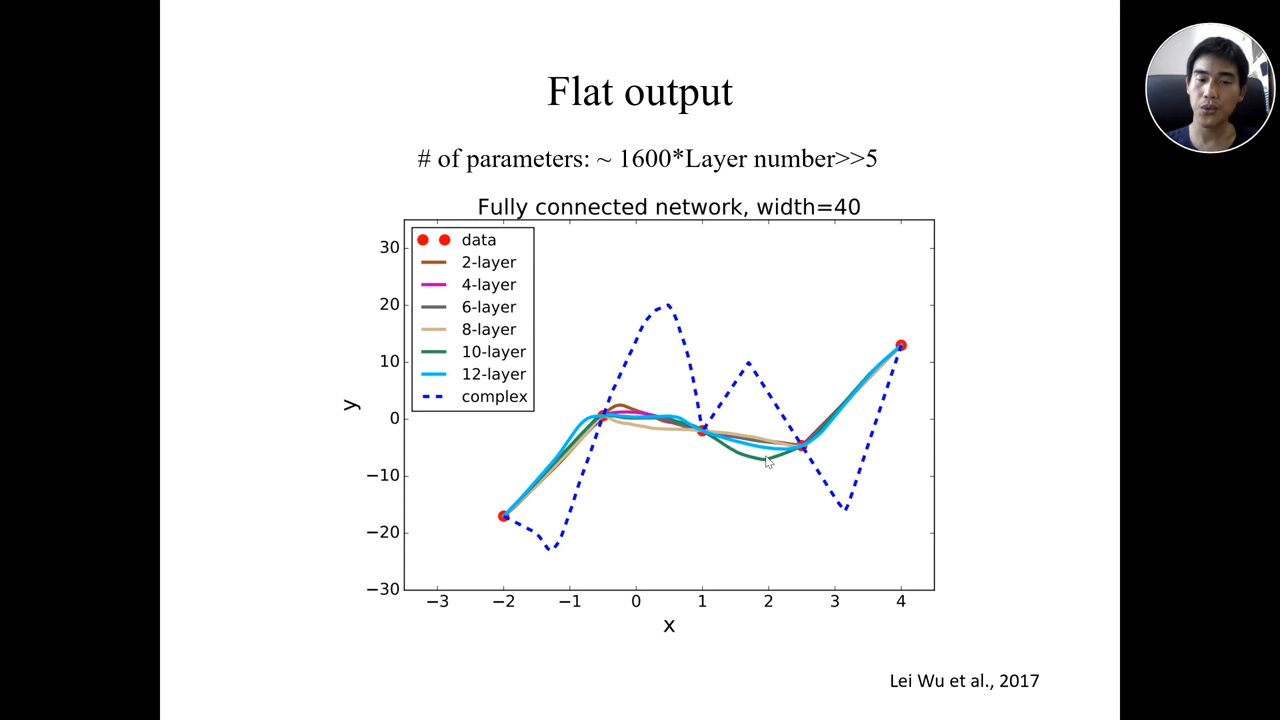 Flat output
# of parameters: ~ 1600*Layer number>>5
Fully connected network, width=40
data
2-layer
4-layer
6-layer
8-layer
10-layer
12-layer
complex
30
20
10
0
−10
−20
−30
y
−3 −2 −1 0 1 2 3 4
x
Lei Wu et al., 2017